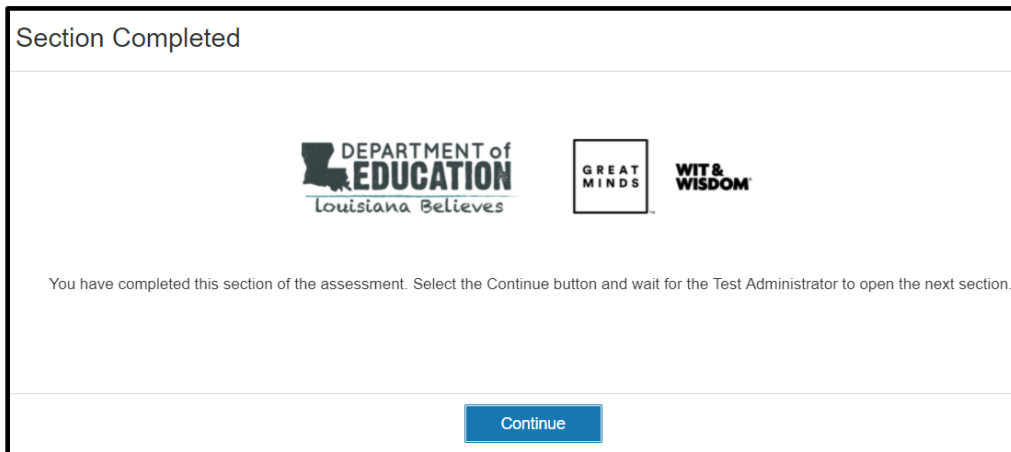 Section Completed
DEPARTMENT of
EDUCATION
Louisiana Believes
GREAT
MINDS
™
WIT &
WISDOM
You have completed this section of the assessment. Select the Continue button and wait for the Test Administrator to open the next section.
Continue